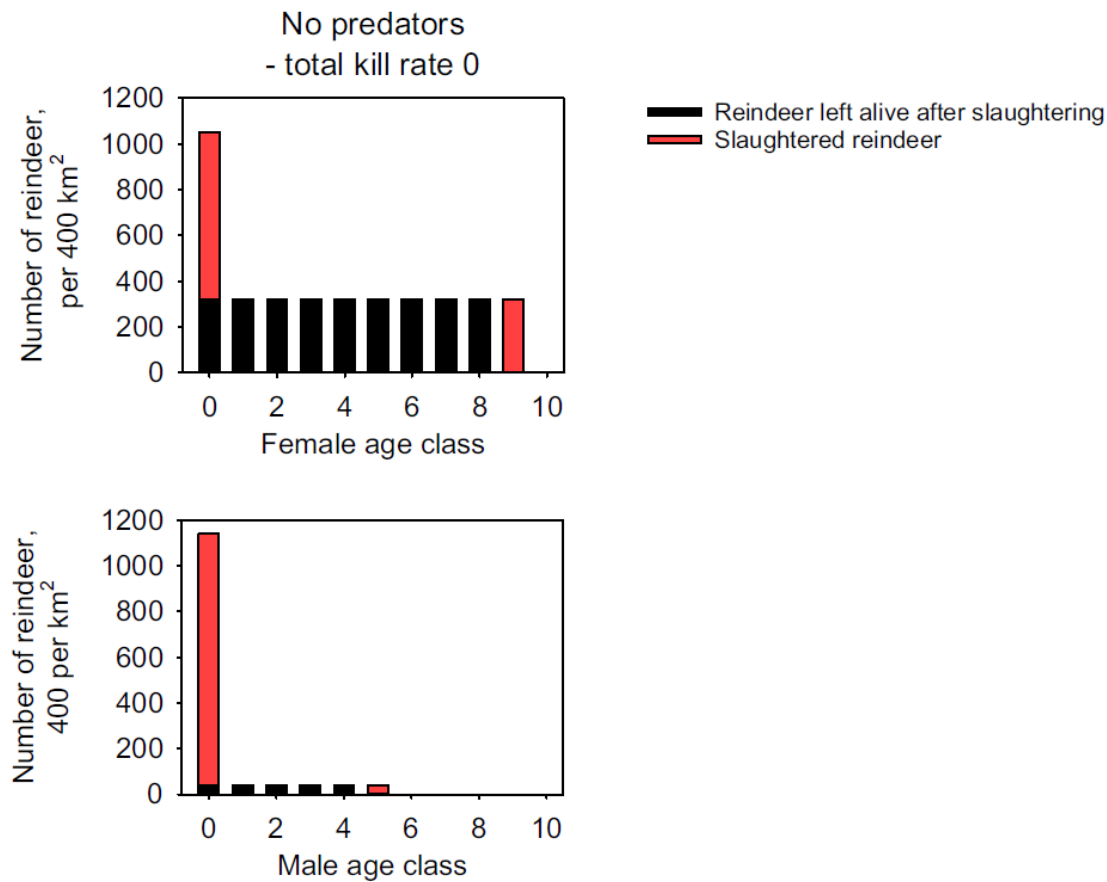 No predators
- total kill rate 0
Number of reindeer,
per 400 km²
1200
1000
800
600
400
200
0
0 2 4 6 8 10
Female age class
Reindeer left alive after slaughtering
Slaughtered reindeer
Number of reindeer,
400 per km²
1200
1000
800
600
400
200
0
0 2 4 6 8 10
Male age class